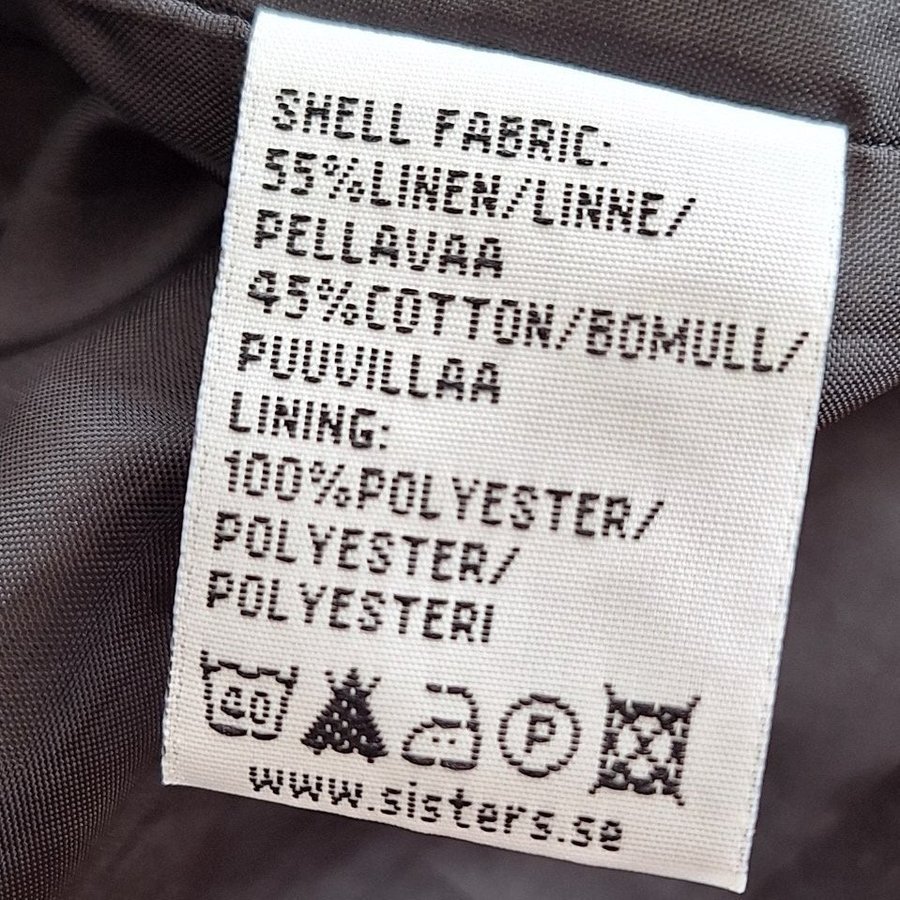 SHELL FABRIC:
55%LINEN/LINNE/
PELLAVAA
45%COTTON/BOMULL/
PUUVILLAA
LINING:
100%POLYESTER/
POLYESTER/
POLYESTERI
40 P
www.sisters.se